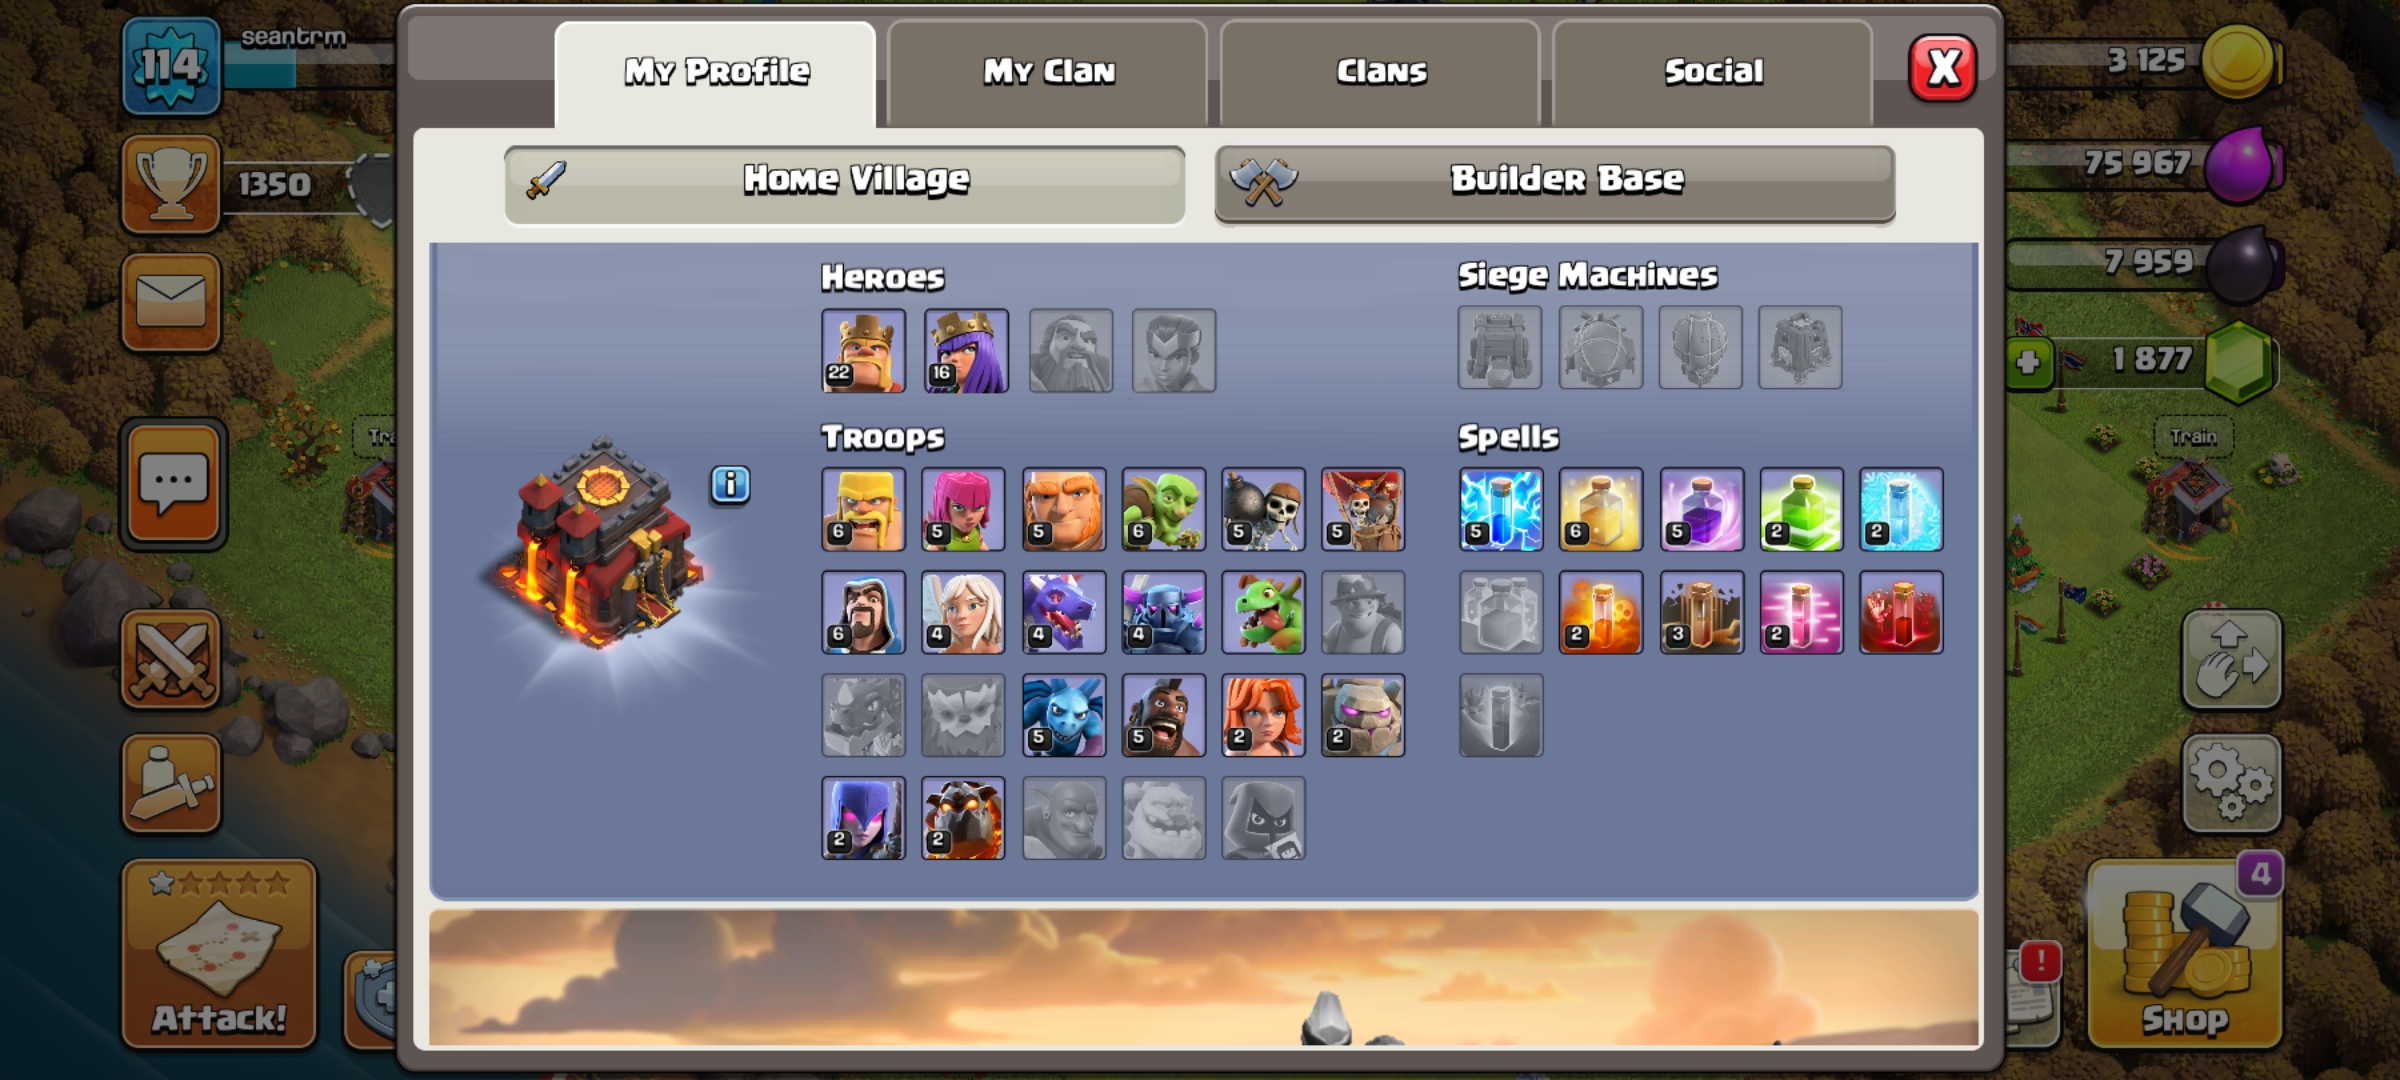 114
seantrm
1350
My Profile
My Clan
Clans
Social
X
Home Village
Builder Base
3 125
75 967
7 959
1 877
Heroes
22
16
Siege Machines
Troops
6
5
5
6
5
5
6
4
4
4
5
5
2
2
2
2
Spells
5
6
5
2
2
2
3
2
i
Train
Attack!
4
!
Shop